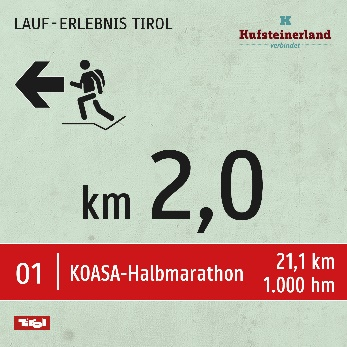 LAUF-ERLEBNIS TIROL
K
Kufsteinerland
verbindet
km 2,0
01 KOASA-Halbmarathon 21,1 km
1.000 hm
Tirol